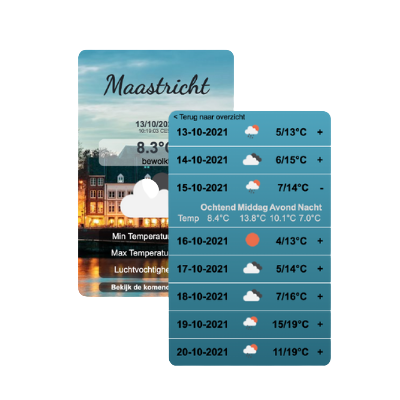 Maastricht
13/10/20
8.3°C
bewolkt
Min Temperatu
Max Temperatu
Luchtvochtighe
Bekijk de komend
< Terug naar overzicht
13-10-2021 5/13°C +
14-10-2021 6/15°C +
15-10-2021 7/14°C -
Ochtend Middag Avond Nacht
Temp 8.4°C 13.8°C 10.1°C 7.0°C
16-10-2021 4/13°C +
17-10-2021 5/14°C +
18-10-2021 7/16°C +
19-10-2021 15/19°C +
20-10-2021 11/19°C +